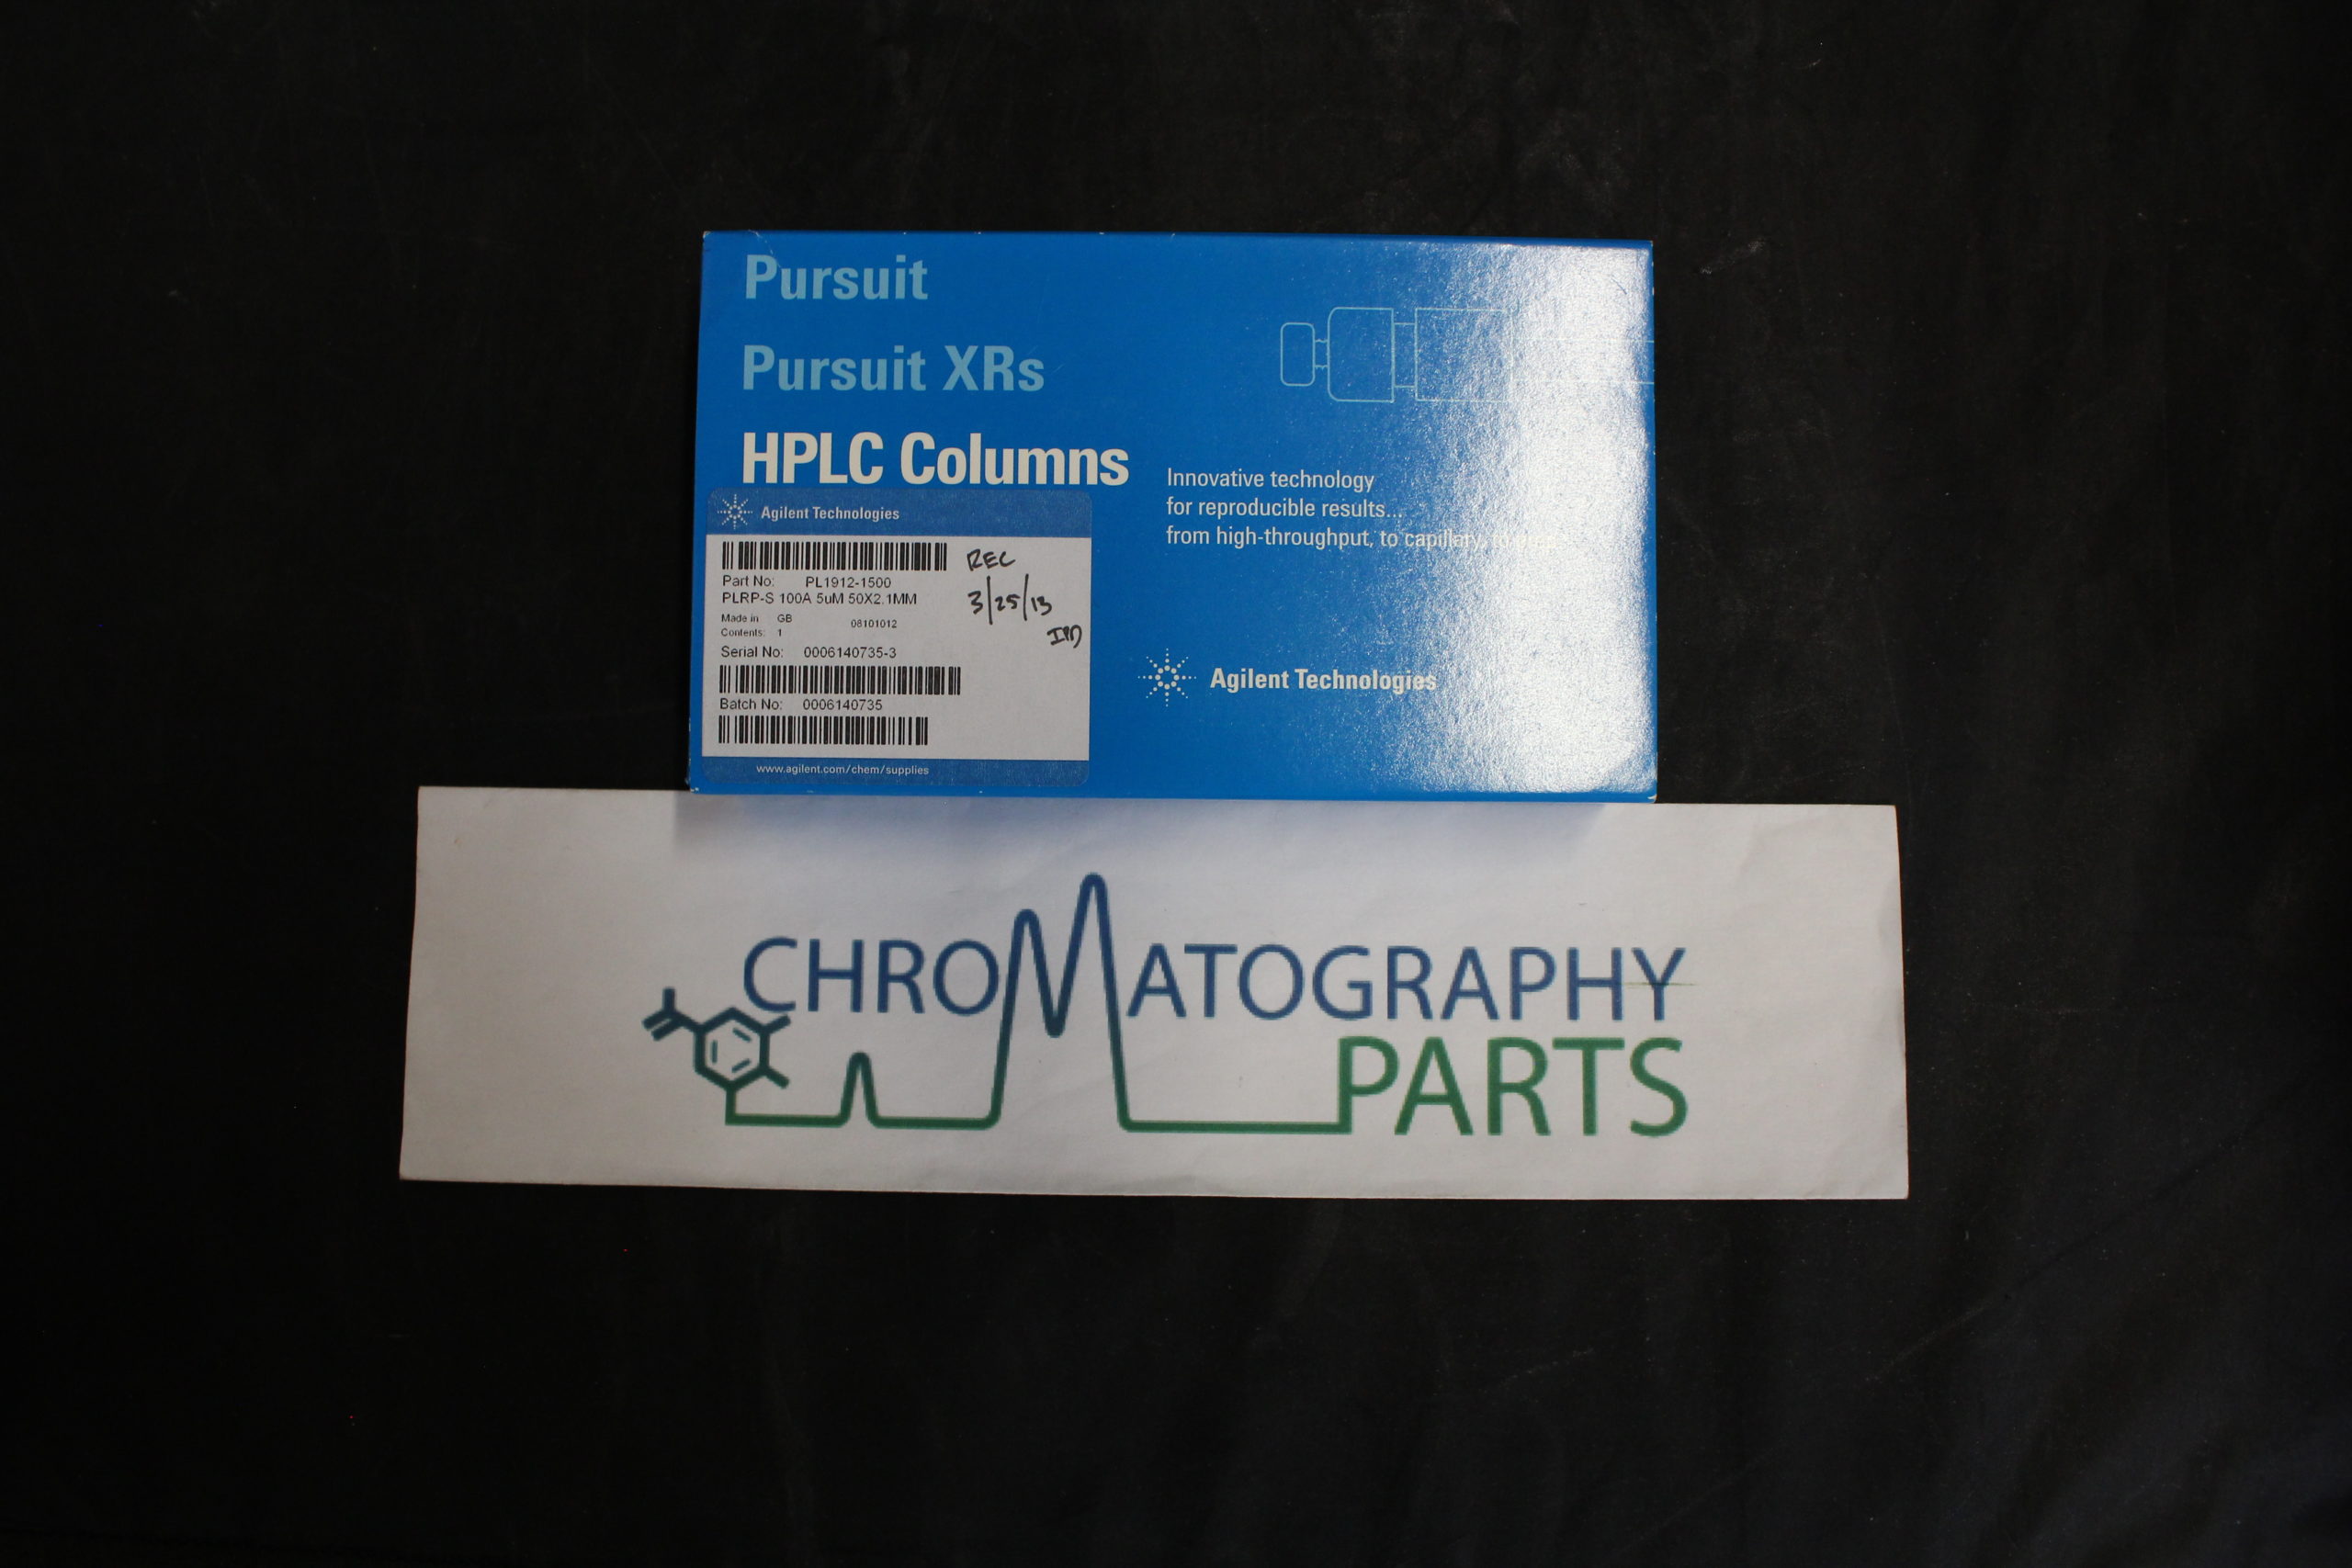 Pursuit
Pursuit XRs
HPLC Columns
Innovative technology
for reproducible results...
from high-throughput, to capillary, to prep
Agilent Technologies
Part No: PL1912-1500
PLRP-S 100A 5uM 50X2.1MM
Made in GB 08101012
Contents: 1
Serial No: 0006140735-3
Batch No: 0006140735
www.agilent.com/chem/supplies
REC
3/25/13
Agilent Technologies
CHROMATOGRAPHY
PARTS